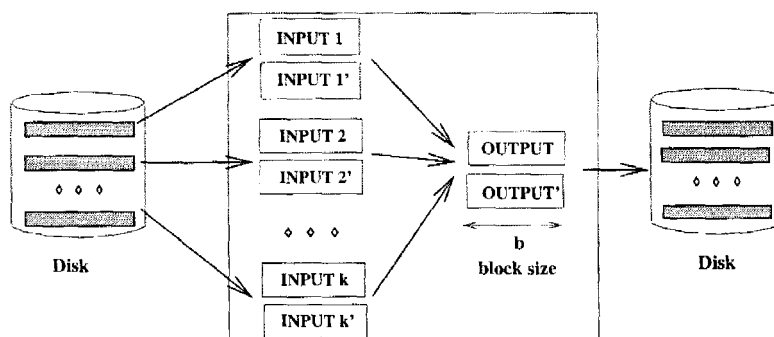 INPUT 1
INPUT 1'
INPUT 2
INPUT 2'
INPUT k
INPUT k'
OUTPUT
OUTPUT'
b
block size
Disk
Disk